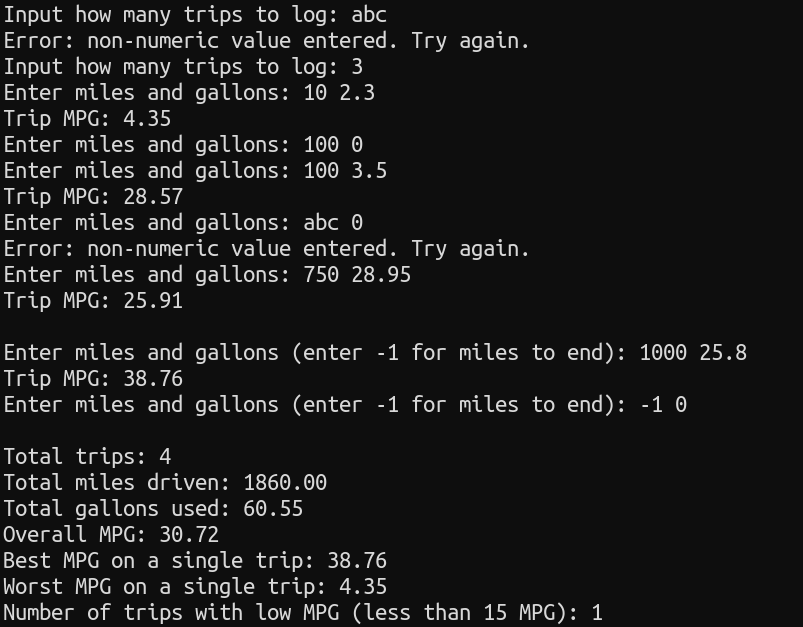 Input how many trips to log: abc
Error: non-numeric value entered. Try again.
Input how many trips to log: 3
Enter miles and gallons: 10 2.3
Trip MPG: 4.35
Enter miles and gallons: 100 0
Enter miles and gallons: 100 3.5
Trip MPG: 28.57
Enter miles and gallons: abc 0
Error: non-numeric value entered. Try again.
Enter miles and gallons: 750 28.95
Trip MPG: 25.91
Enter miles and gallons (enter -1 for miles to end): 1000 25.8
Trip MPG: 38.76
Enter miles and gallons (enter -1 for miles to end): -1 0
Total trips: 4
Total miles driven: 1860.00
Total gallons used: 60.55
Overall MPG: 30.72
Best MPG on a single trip: 38.76
Worst MPG on a single trip: 4.35
Number of trips with low MPG (less than 15 MPG): 1